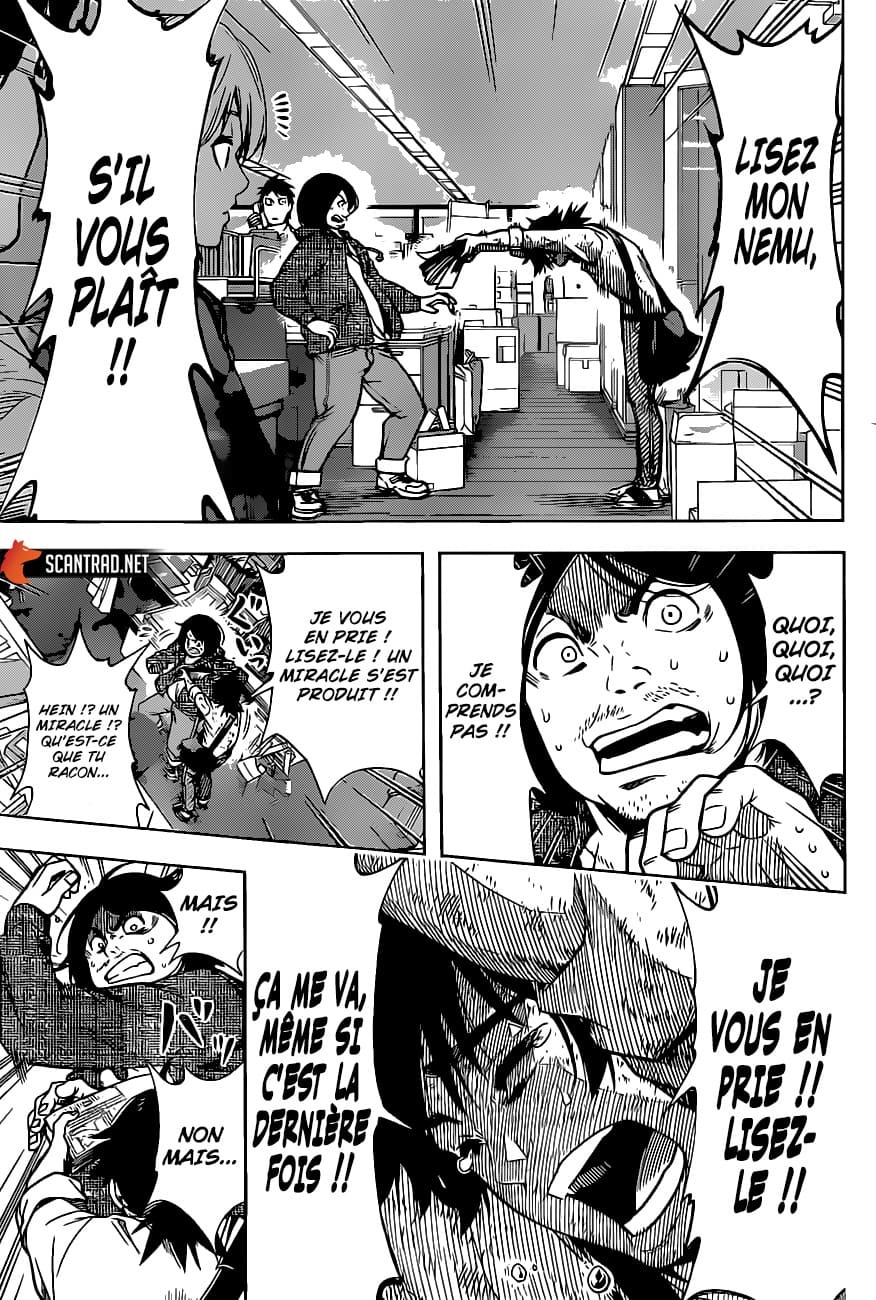 LISEZ
MON
NEMU,
S'IL
VOUS
PLAÎT
!!
SCANTRAD.NET
QUOI,
QUOI,
QUOI
...?
JE
COM-
PRENDS
PAS !!
JE VOUS
EN PRIE !
LISEZ-LE ! UN
MIRACLE S'EST
PRODUIT !!
HEIN !? UN
MIRACLE !?
QU'EST-CE
QUE TU
RACON...
JE
VOUS EN
PRIE !!
LISEZ-
LE !!
ÇA ME VA,
MÊME SI
C'EST LA
DERNIÈRE
FOIS !!
MAIS
!!
NON
MAIS...